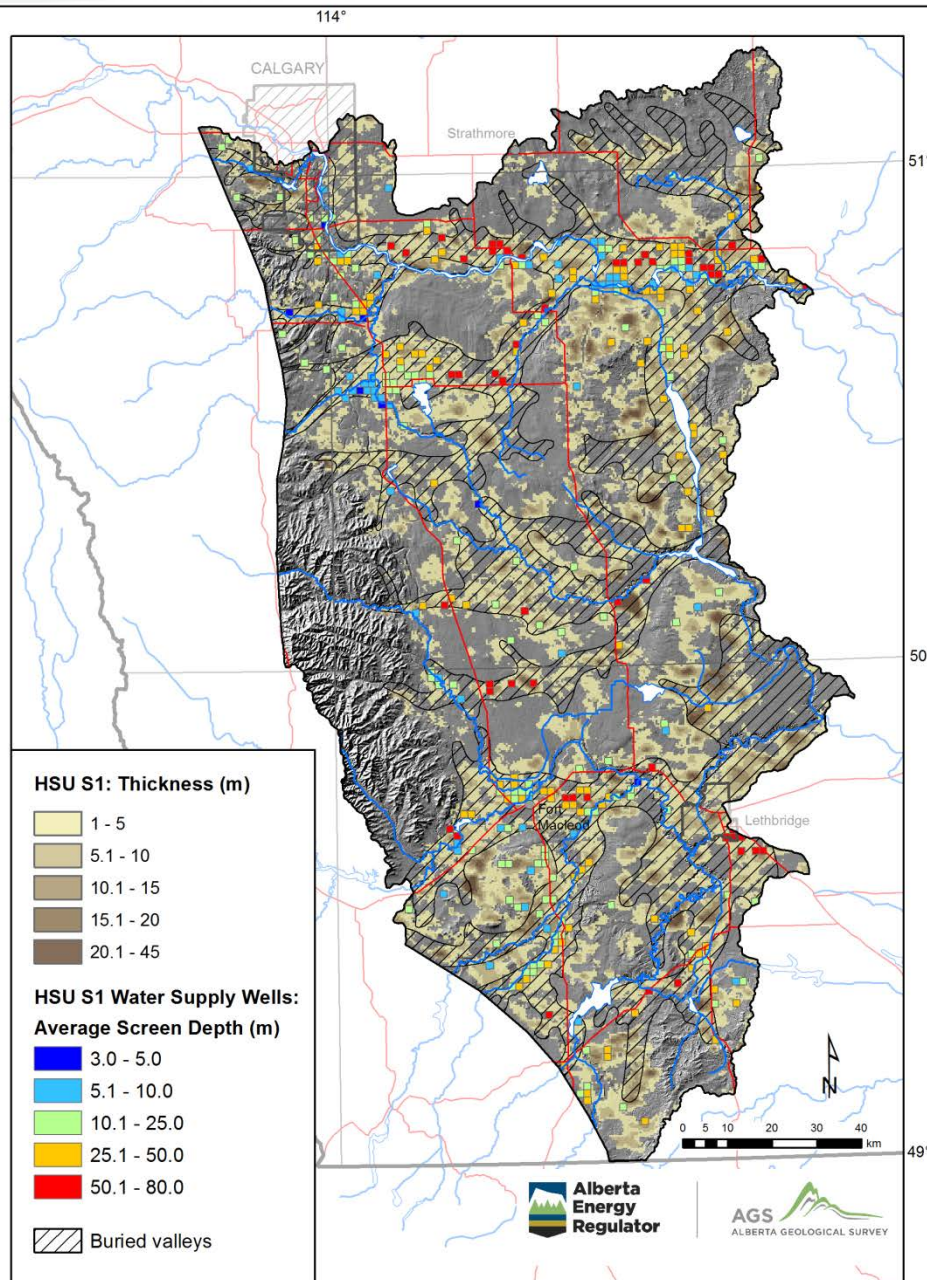 114°
CALGARY
Strathmore
51°
50°
HSU S1: Thickness (m)
1 - 5
5.1 - 10
10.1 - 15
15.1 - 20
20.1 - 45
HSU S1 Water Supply Wells:
Average Screen Depth (m)
3.0 - 5.0
5.1 - 10.0
10.1 - 25.0
25.1 - 50.0
50.1 - 80.0
Buried valleys
Fort
Macleod
Lethbridge
N
0 5 10 20 30 40
km
49°
Alberta
Energy
Regulator
AGS
ALBERTA GEOLOGICAL SURVEY